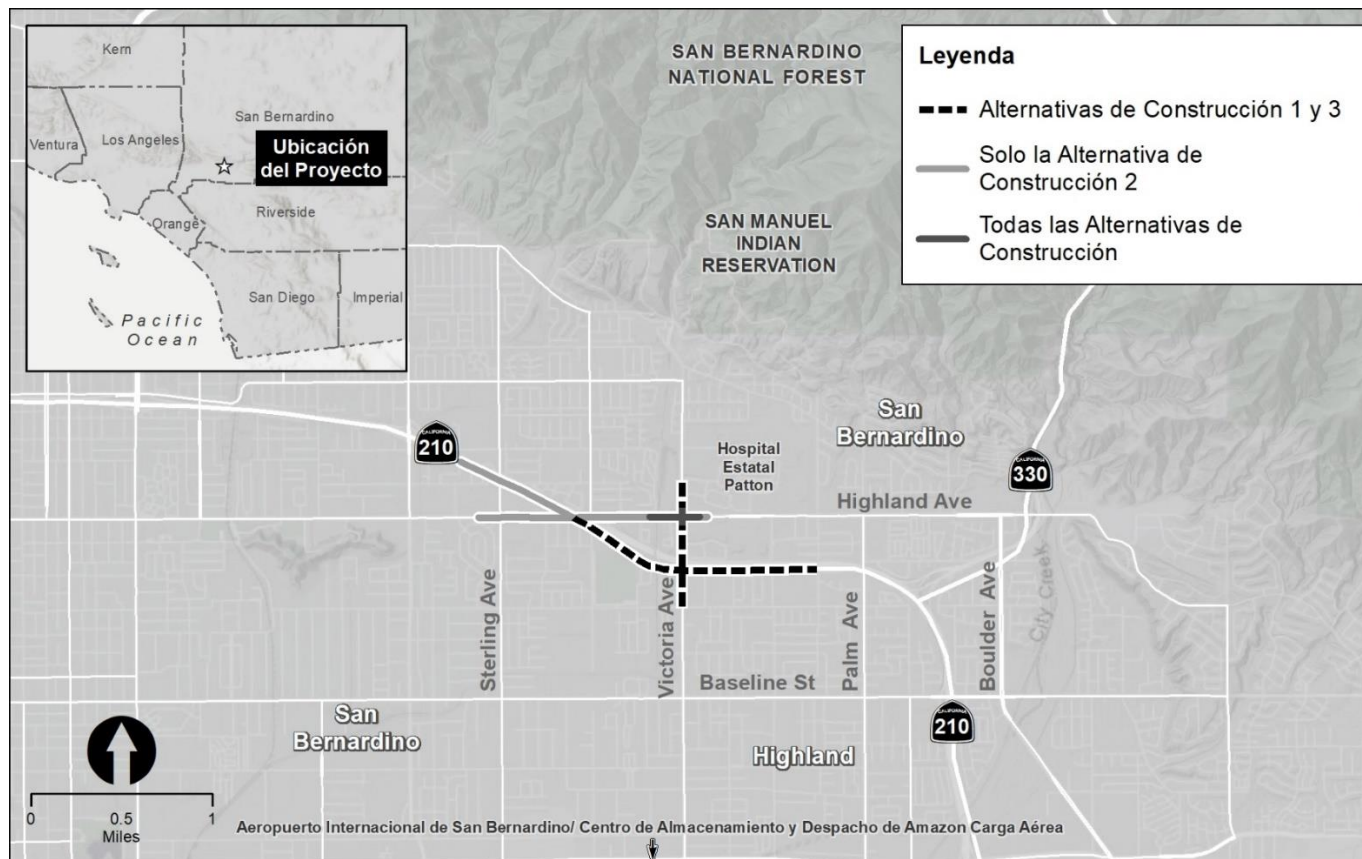 Kern
San Bernardino
Ventura
Los Angeles
Ubicación
del Proyecto
Orange
Riverside
San Diego
Imperial
Pacific
Ocean
SAN BERNARDINO
NATIONAL FOREST
Leyenda
Alternativas de Construcción 1 y 3
Solo la Alternativa de
Construcción 2
Todas las Alternativas de
Construcción
SAN MANUEL
INDIAN
RESERVATION
San
Bernardino
CALIFORNIA
210
Hospital
Estatal
Patton
CALIFORNIA
330
Highland Ave
Sterling Ave
Victoria Ave
Palm Ave
Boulder Ave
City Creek
Baseline St
San
Bernardino
Highland
CALIFORNIA
210
0
0.5
1
Miles
Aeropuerto Internacional de San Bernardino/ Centro de Almacenamiento y Despacho de Amazon Carga Aérea